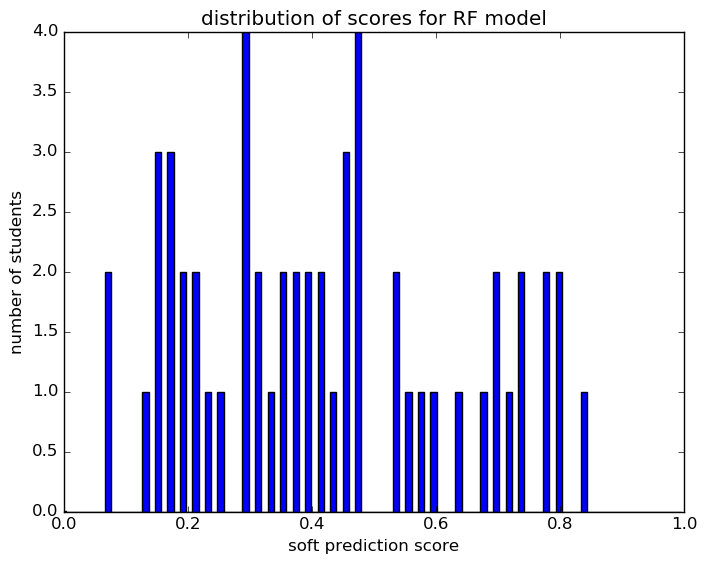 distribution of scores for RF model
4.0
3.5
3.0
2.5
2.0
1.5
1.0
0.5
0.0
number of students
0.0 0.2 0.4 0.6 0.8 1.0
soft prediction score